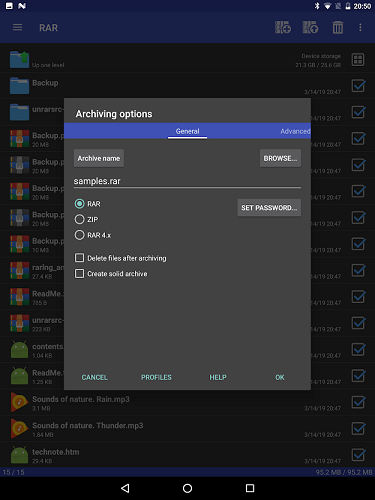 20:50
RAR
Up one level
Device storage
21.3 GB / 25.6 GB
Backup
3/14/19 20:47
unrarsrc-
3/14/19 20:47
Backup.p
20 MB
Backup.p
20 MB
Backup.p
20 MB
Backup.p
20 MB
Backup.p
10 MB
rarlng_an
ReadMe.
785 B
unrarsrc-
223 KB
contents
1.04 KB
ReadMe.
1.25 KB
3/14/19 20:47
Sounds of nature. Rain.mp3
3.1 MB
3/14/19 20:47
Sounds of nature. Thunder.mp3
1.84 MB
3/14/19 20:47
technote.htm
29.4 KB
3/14/19 20:47
15 / 15
95.2 MB / 95.2 MB
Archiving options
General
Advanced
Archive name
BROWSE...
samples.rar
RAR
SET PASSWORD...
ZIP
RAR 4.x
Delete files after archiving
Create solid archive
CANCEL
PROFILES
HELP
OK